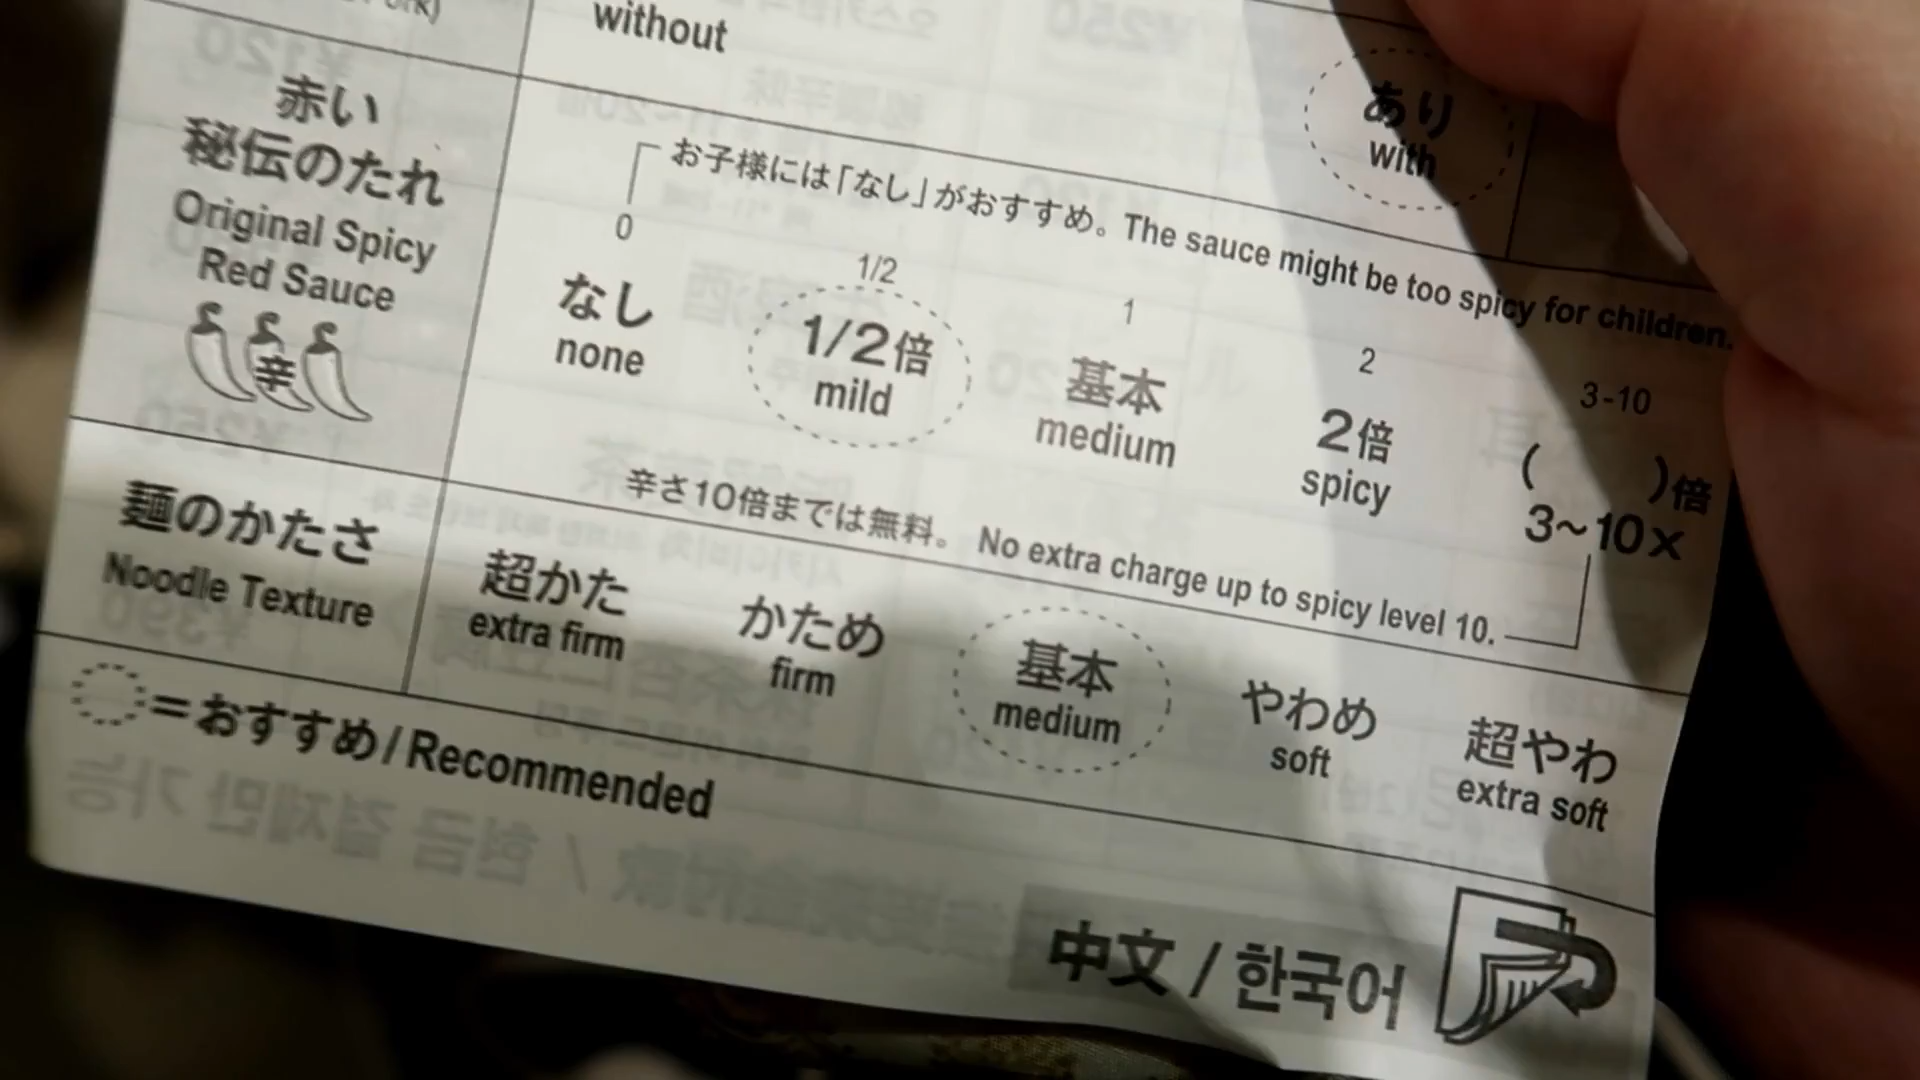 without
あり
with
赤い
秘伝のたれ
Original Spicy
Red Sauce
辛
お子様には「なし」がおすすめ。 The sauce might be too spicy for children.
0
なし
none
1/2
1/2倍
mild
1
基本
medium
2
2倍
spicy
3-10
( )倍
3~10×
辛さ10倍までは無料。 No extra charge up to spicy level 10.
麺のかたさ
Noodle Texture
超かた
extra firm
かため
firm
基本
medium
やわめ
soft
超やわ
extra soft
=おすすめ/Recommended
中文 / 한국어